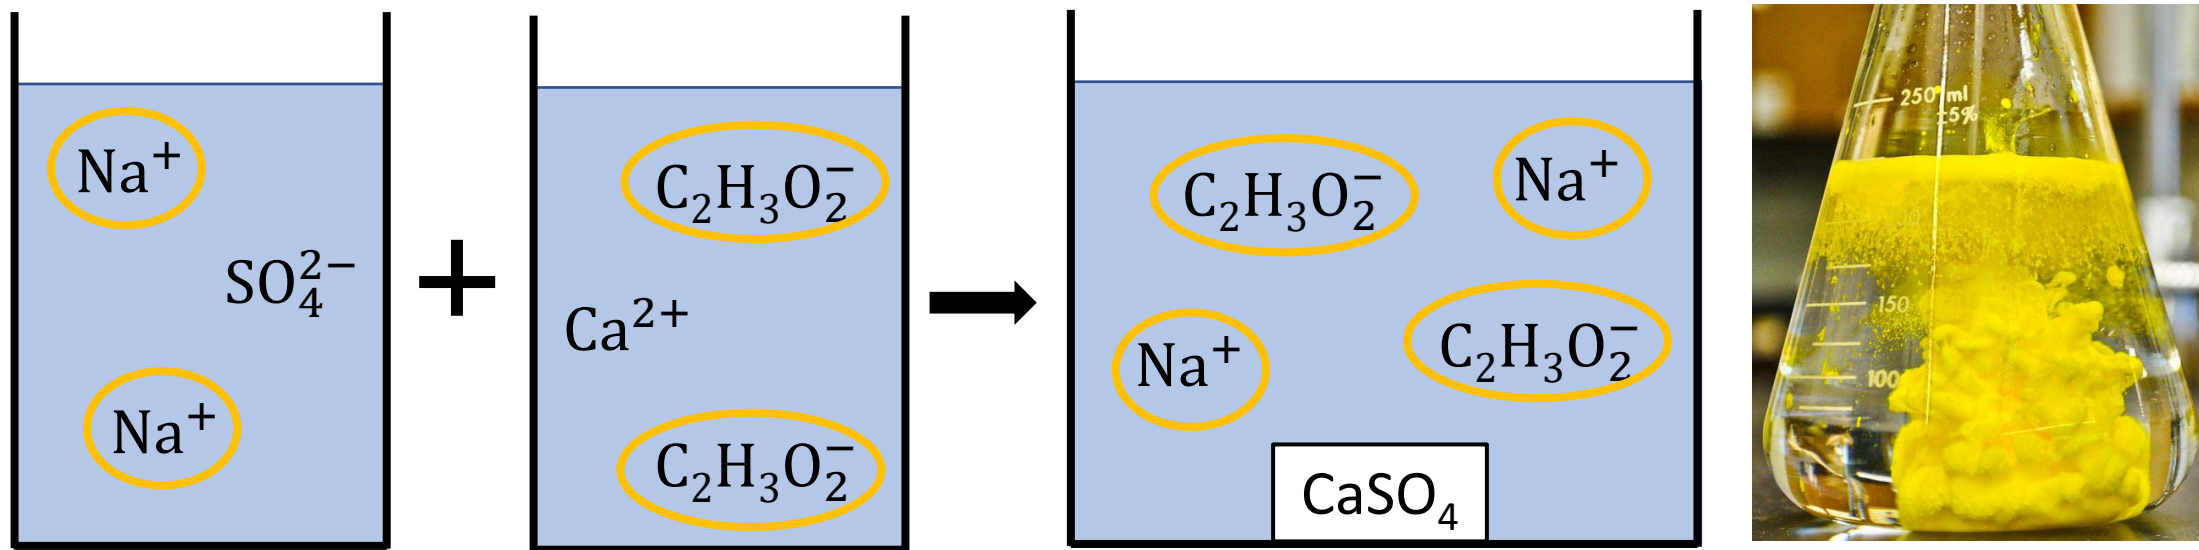 Na⁺
SO₄²⁻
Na⁺
+
C₂H₃O₂⁻
Ca²⁺
C₂H₃O₂⁻
C₂H₃O₂⁻
Na⁺
Na⁺
C₂H₃O₂⁻
CaSO₄
250 ml
±5%
150
100